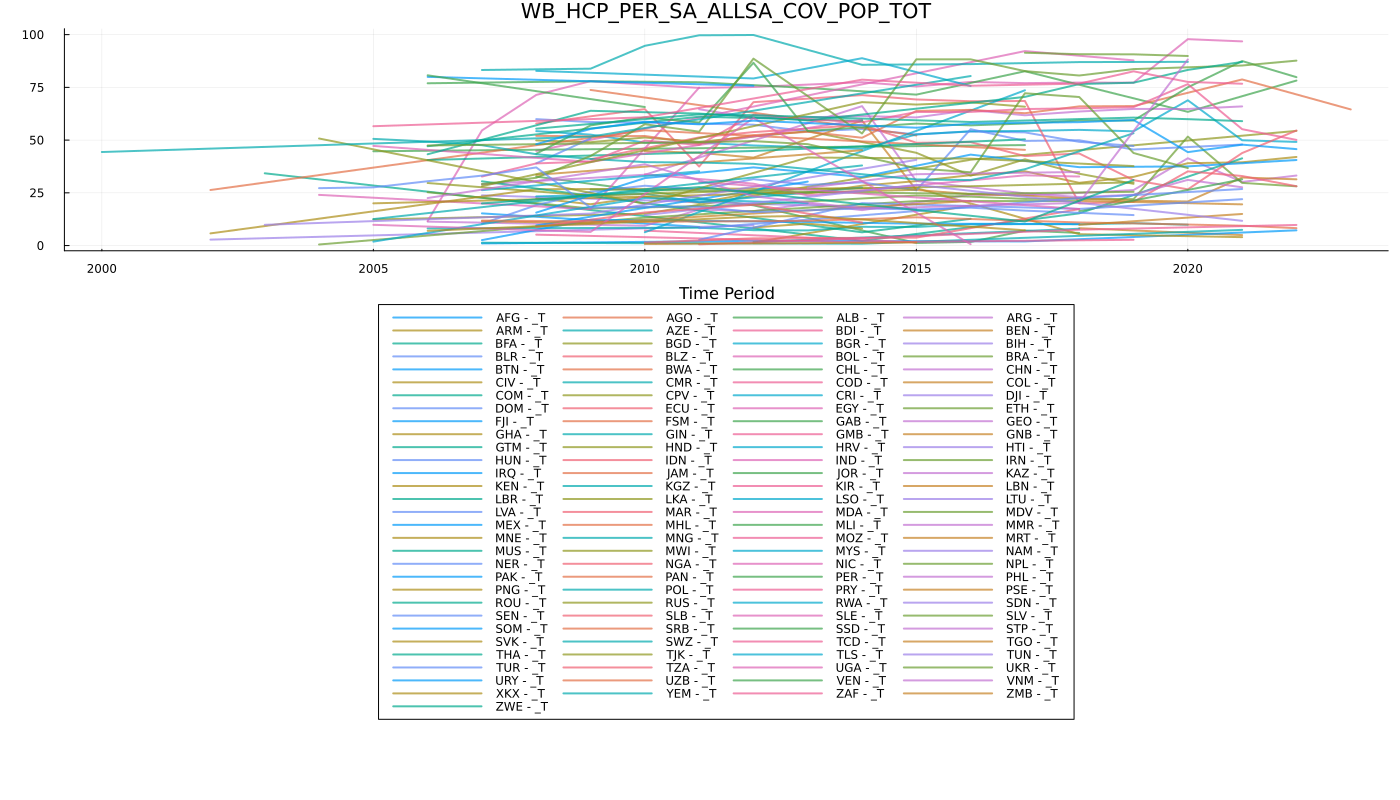 WB_HCP_PER_SA_ALLSA_COV_POP_TOT
100
75
50
25
0
2000 2005 2010 2015 2020
Time Period
AFG - _T AGO - _T ALB - _T ARG - _T
ARM - _T AZE - _T BDI - _T BEN - _T
BFA - _T BGD - _T BGR - _T BIH - _T
BLR - _T BLZ - _T BOL - _T BRA - _T
BTN - _T BWA - _T CHL - _T CHN - _T
CIV - _T CMR - _T COD - _T COL - _T
COM - _T CPV - _T CRI - _T DJI - _T
DOM - _T ECU - _T EGY - _T ETH - _T
FJI - _T FSM - _T GAB - _T GEO - _T
GHA - _T GIN - _T GMB - _T GNB - _T
GTM - _T HND - _T HRV - _T HTI - _T
HUN - _T IDN - _T IND - _T IRN - _T
IRQ - _T JAM - _T JOR - _T KAZ - _T
KEN - _T KGZ - _T KIR - _T LBN - _T
LBR - _T LKA - _T LSO - _T LTU - _T
LVA - _T MAR - _T MDA - _T MDV - _T
MEX - _T MHL - _T MLI - _T MMR - _T
MNE - _T MNG - _T MOZ - _T MRT - _T
MUS - _T MWI - _T MYS - _T NAM - _T
NER - _T NGA - _T NIC - _T NPL - _T
PAK - _T PAN - _T PER - _T PHL - _T
PNG - _T POL - _T PRY - _T PSE - _T
ROU - _T RUS - _T RWA - _T SDN - _T
SEN - _T SLB - _T SLE - _T SLV - _T
SOM - _T SRB - _T SSD - _T STP - _T
SVK - _T SWZ - _T TCD - _T TGO - _T
THA - _T TJK - _T TLS - _T TUN - _T
TUR - _T TZA - _T UGA - _T UKR - _T
URY - _T UZB - _T VEN - _T VNM - _T
XKX - _T YEM - _T ZAF - _T ZMB - _T
ZWE - _T